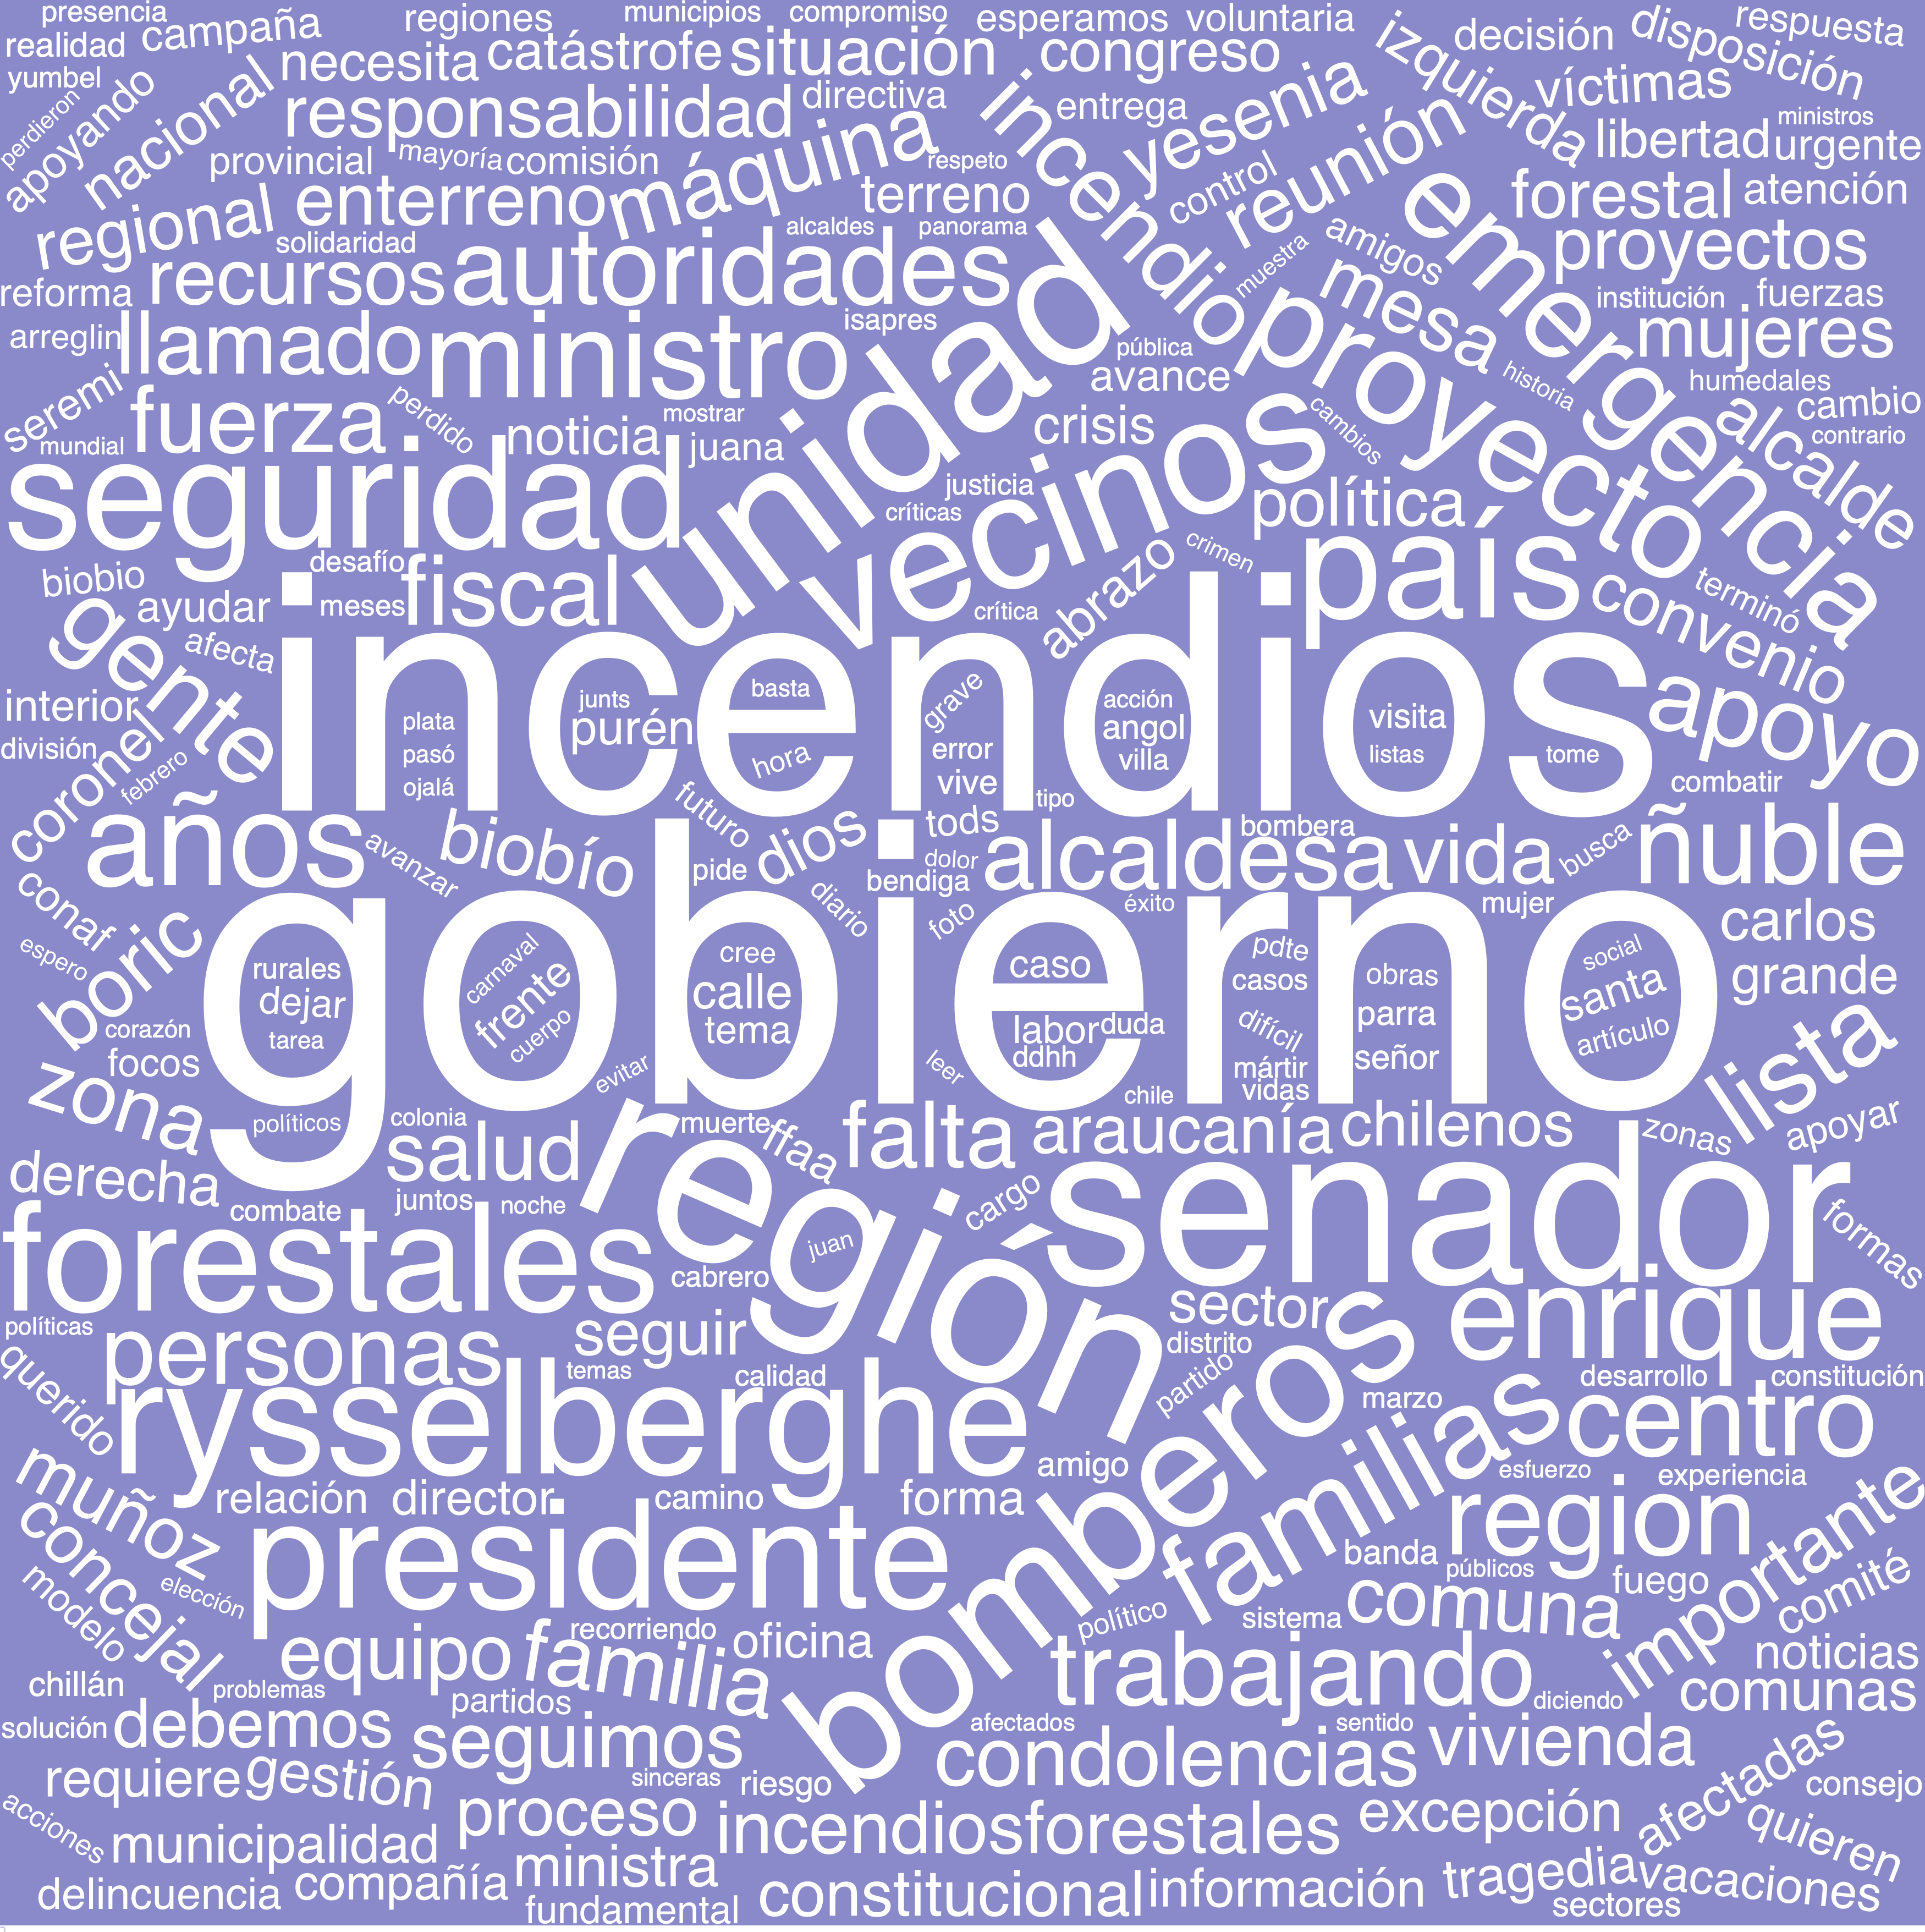 presencia
regiones
municipios
compromiso
esperamos
voluntaria
decisión
disposición
respuesta
realidad
campaña
necesita
catástrofe
situación
congreso
izquierda
víctimas
yumbel
perdieron
apoyando
nacional
responsabilidad
directiva
incendio
entrega
yesenia
reunión
libertad
ministros
urgente
provincial
mayoría
comisión
máquina
respeto
control
forestal
atención
regional
enterreno
terreno
solidaridad
alcaldes
panorama
muestra
amigos
emergencia
proyectos
reforma
recursos
autoridades
unidad
mesa
institución
fuerzas
arreglin
llamado
ministro
isapres
pública
avance
proyecto
historia
mujeres
humedales
seremi
mundial
fuerza
perdido
noticia
mostrar
juana
crisis
cambios
alcalde
cambio
contrario
seguridad
justicia
críticas
vecinos
política
biobio
desafío
fiscal
meses
ayudar
crítica
abrazo
crimen
país
convenio
terminó
gente
afecta
incendios
interior
división
coronel
febrero
plata
pasó
ojalá
junts
purén
basta
hora
grave
error
vive
acción
angol
villa
visita
listas
tome
apoyo
combatir
años
avanzar
biobío
futuro
pide
dios
diario
tods
tipo
dolor
bendiga
bombera
alcaldesa
vida
busca
ñuble
conaf
espero
boric
foto
éxito
mujer
carlos
grande
gobierno
rurales
dejar
tarea
carnaval
frente
cuerpo
cree
calle
tema
caso
labor
duda
ddhh
pdte
casos
difícil
mártir
vidas
obras
parra
señor
social
santa
artículo
corazón
focos
zona
evitar
leer
chile
lista
políticos
colonia
salud
muerte
ffaa
falta
araucanía
chilenos
zonas
apoyar
derecha
combate
juntos
noche
región
juan
cargo
senador
formas
forestales
cabrero
políticas
personas
seguir
sector
distrito
enrique
querido
temas
calidad
partido
marzo
desarrollo
constitución
rysselberghe
bomberos
familias
centro
muñoz
relación
director
camino
forma
amigo
esfuerzo
experiencia
concejal
modelo
elección
presidente
banda
públicos
region
fuego
importante
comité
recorriendo
equipo
familia
oficina
político
sistema
comuna
noticias
chillán
problemas
partidos
trabajando
diciendo
comunas
solución
debemos
seguimos
afectados
sentido
condolencias
vivienda
afectadas
requiere
gestión
sinceras
riesgo
consejo
acciones
proceso
incendiosforestales
excepción
quieren
municipalidad
ministra
delincuencia
compañía
fundamental
constitucional
información
tragedia
vacaciones
sectores